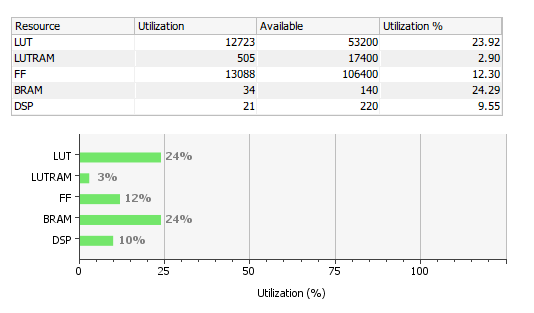 Resource Utilization Available Utilization %
LUT 12723 53200 23.92
LUTRAM 505 17400 2.90
FF 13088 106400 12.30
BRAM 34 140 24.29
DSP 21 220 9.55
LUT 24%
LUTRAM 3%
FF 12%
BRAM 24%
DSP 10%
0 25 50 75 100
Utilization (%)